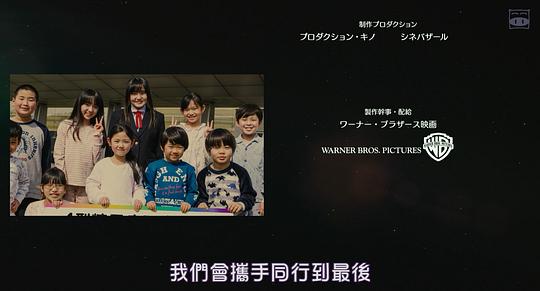 制作プロダクション
プロダクション・キノ　　シネバザール
製作幹事・配給
ワーナー・ブラザース映画
WARNER BROS. PICTURES
WB
我們會攜手同行到最後